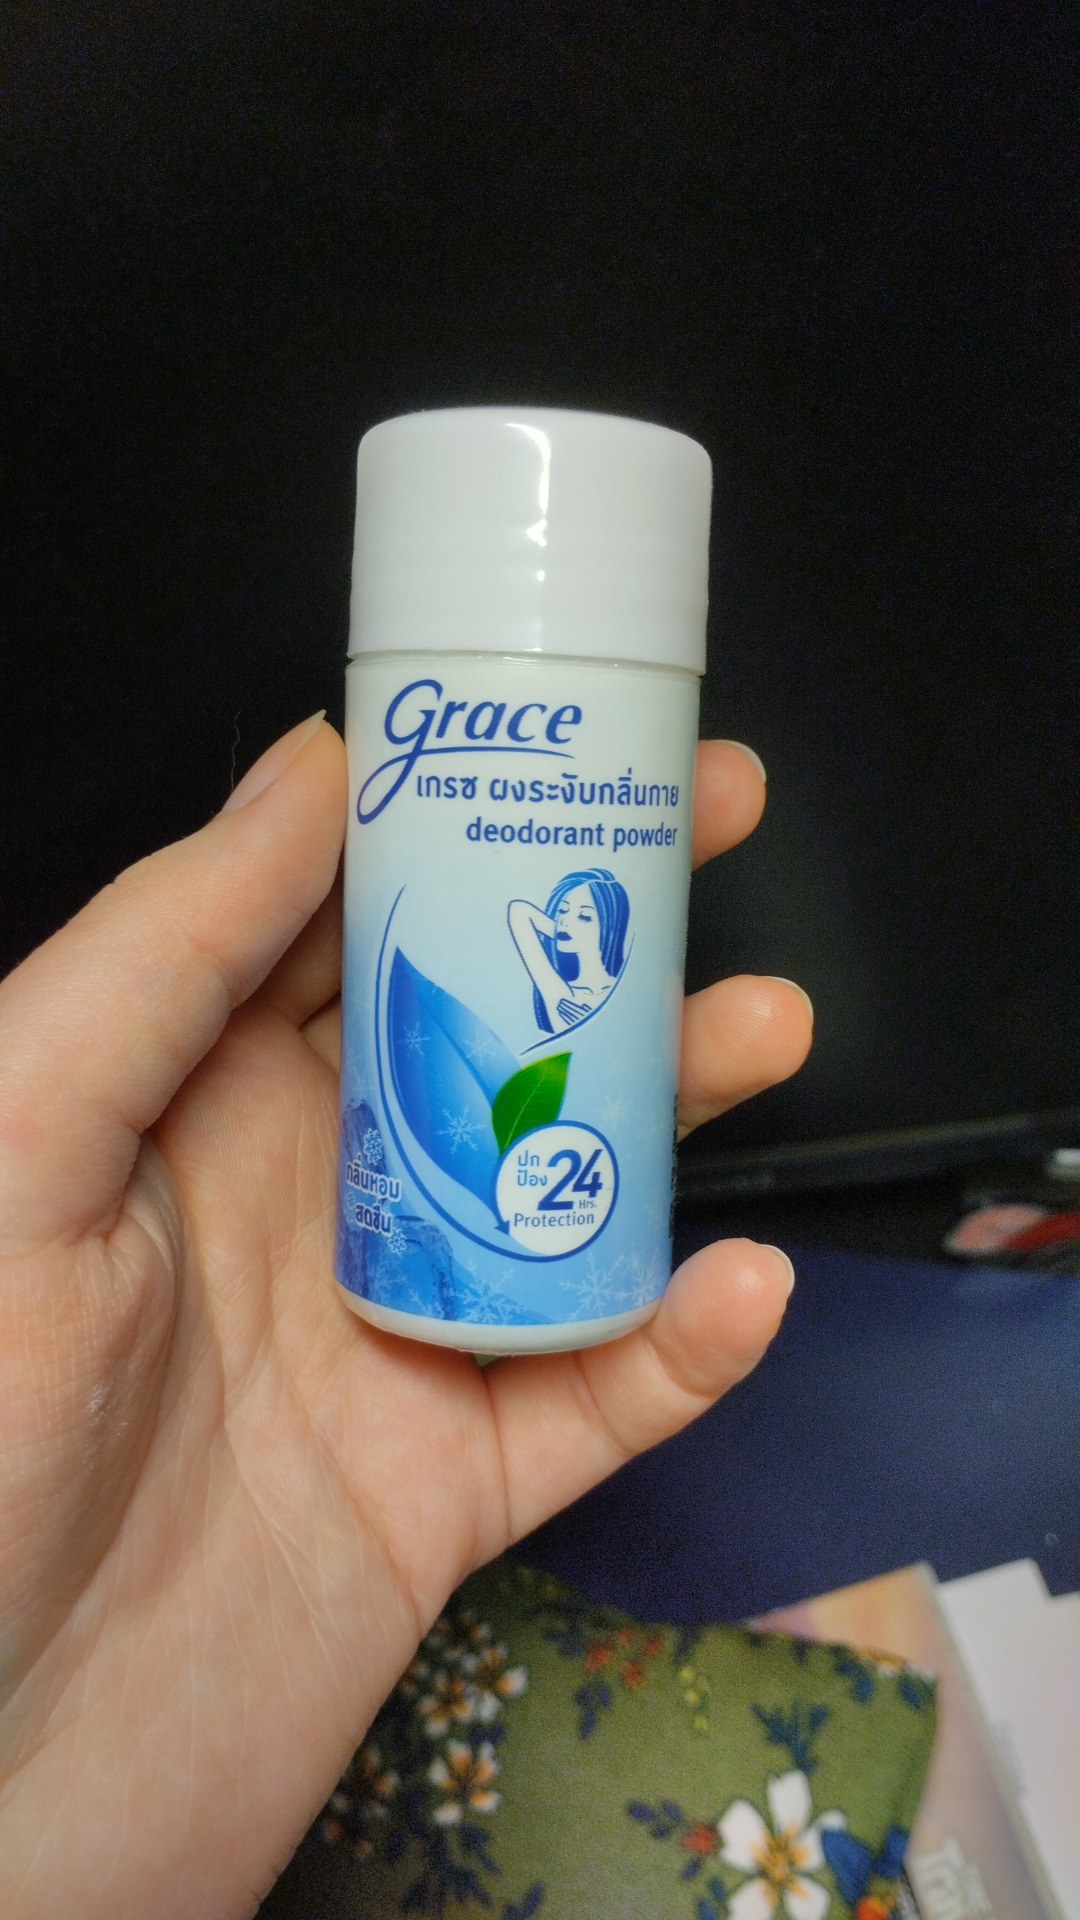 Grace
เกรซ ผงระงับกลิ่นกาย
deodorant powder
ปก
ป้อง
24
Hrs.
Protection
กลิ่นหอม
สดชื่น